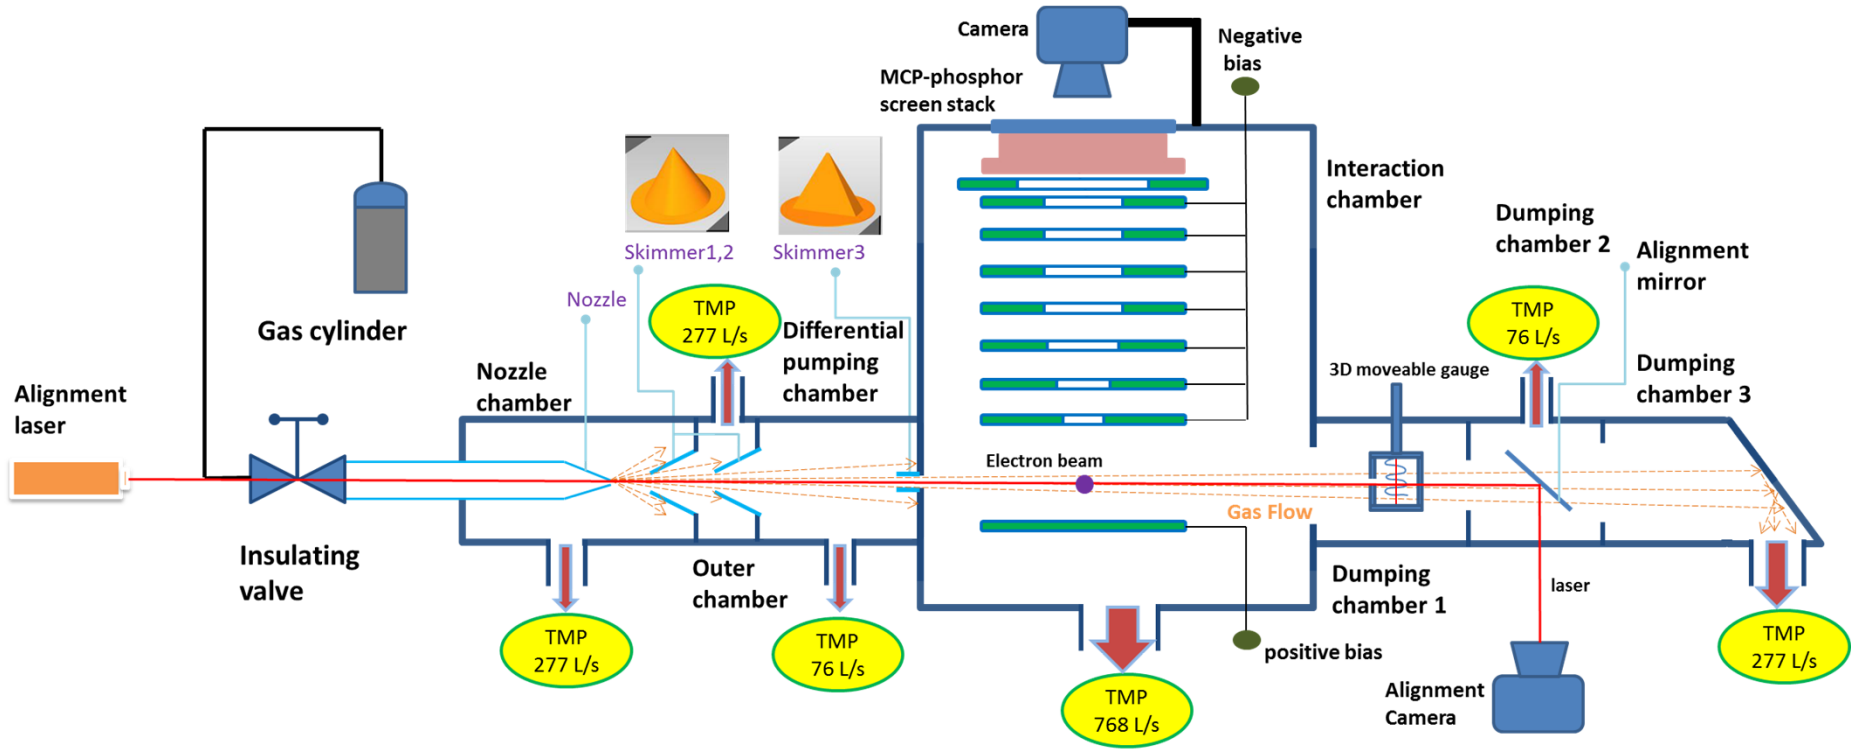 Camera
Negative
bias
MCP-phosphor
screen stack
Interaction
chamber
Dumping
chamber 2
Alignment
mirror
Skimmer1,2
Skimmer3
Nozzle
TMP
277 L/s
Differential
pumping
chamber
TMP
76 L/s
Gas cylinder
Nozzle
chamber
3D moveable gauge
Dumping
chamber 3
Alignment
laser
Electron beam
Gas Flow
Insulating
valve
Outer
chamber
Dumping
chamber 1
laser
TMP
277 L/s
TMP
76 L/s
positive bias
TMP
277 L/s
TMP
768 L/s
Alignment
Camera